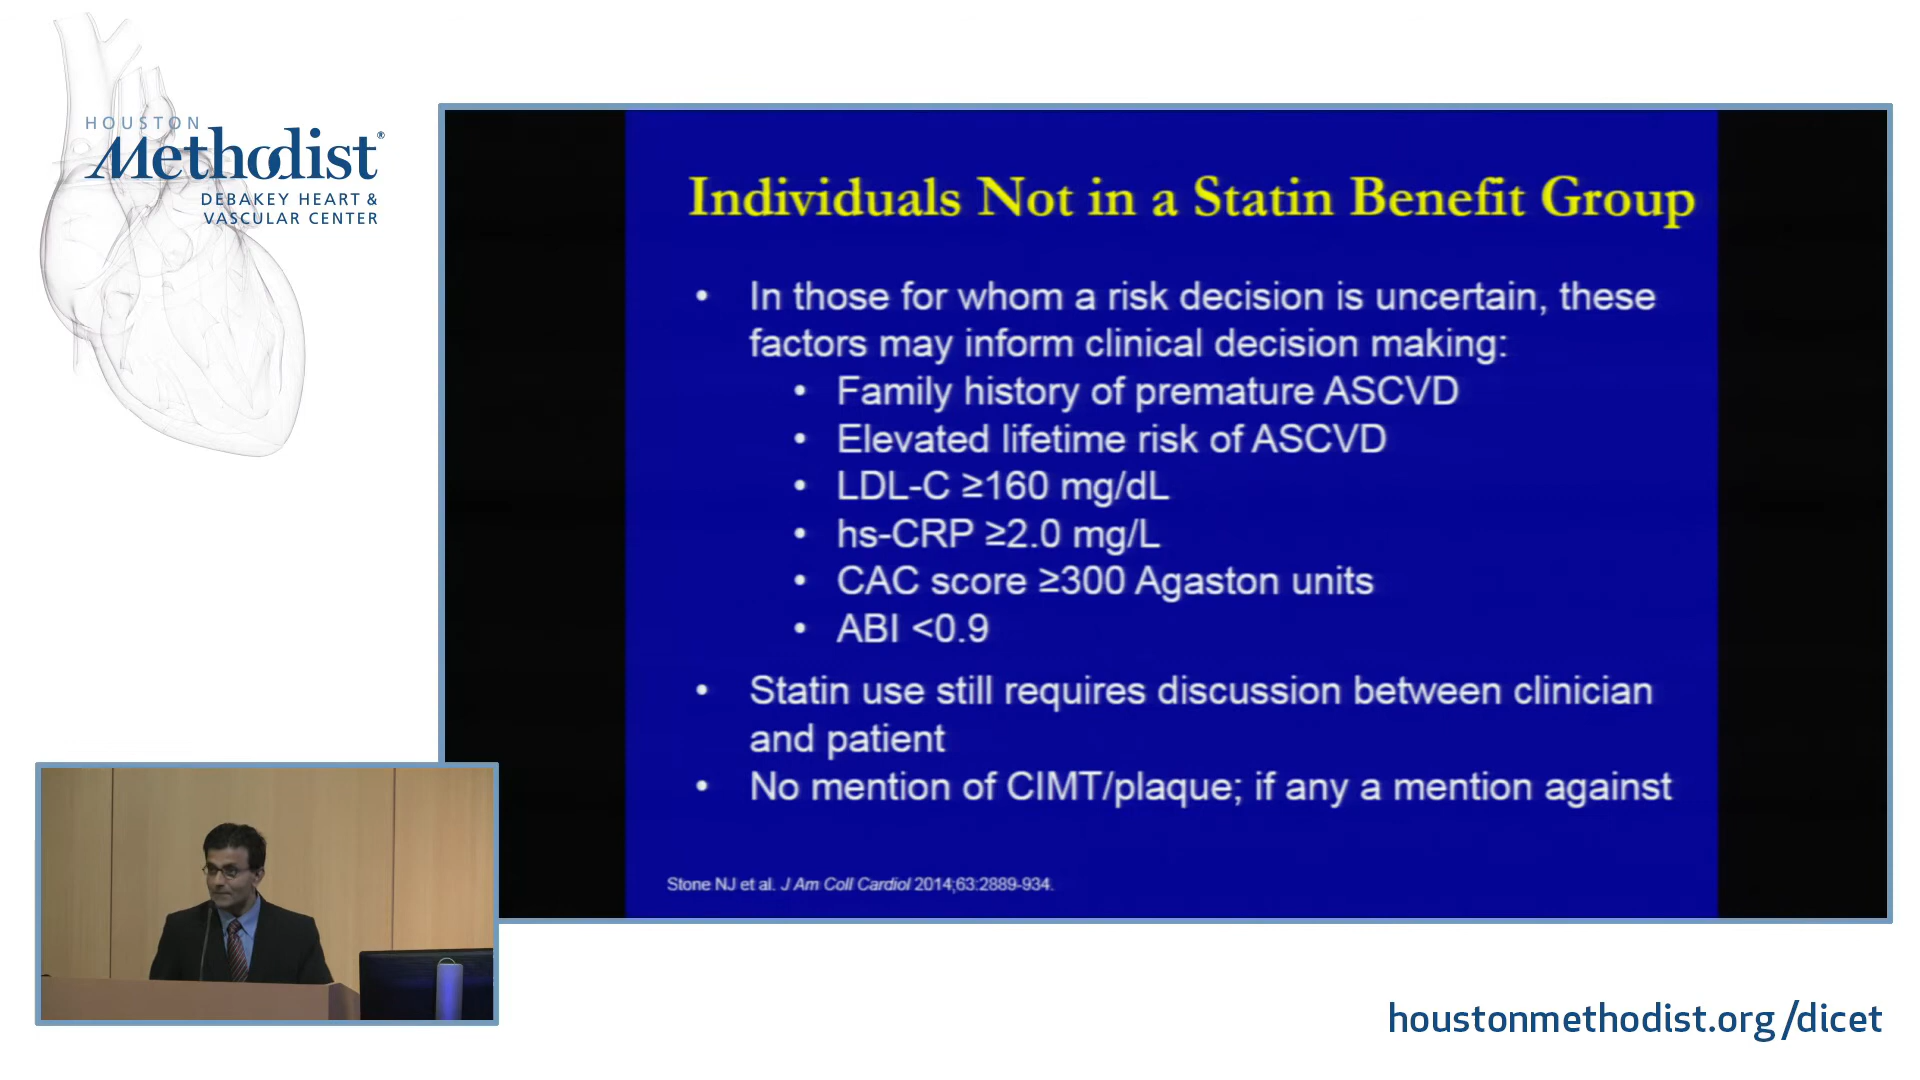 HOUSTON
Methodist®
DEBAKEY HEART &
VASCULAR CENTER
Individuals Not in a Statin Benefit Group
• In those for whom a risk decision is uncertain, these
factors may inform clinical decision making:
• Family history of premature ASCVD
• Elevated lifetime risk of ASCVD
• LDL-C ≥160 mg/dL
• hs-CRP ≥2.0 mg/L
• CAC score ≥300 Agaston units
• ABI <0.9
• Statin use still requires discussion between clinician
and patient
• No mention of CIMT/plaque; if any a mention against
Stone NJ et al. J Am Coll Cardiol 2014;63:2889-934.
houstonmethodist.org/dicet